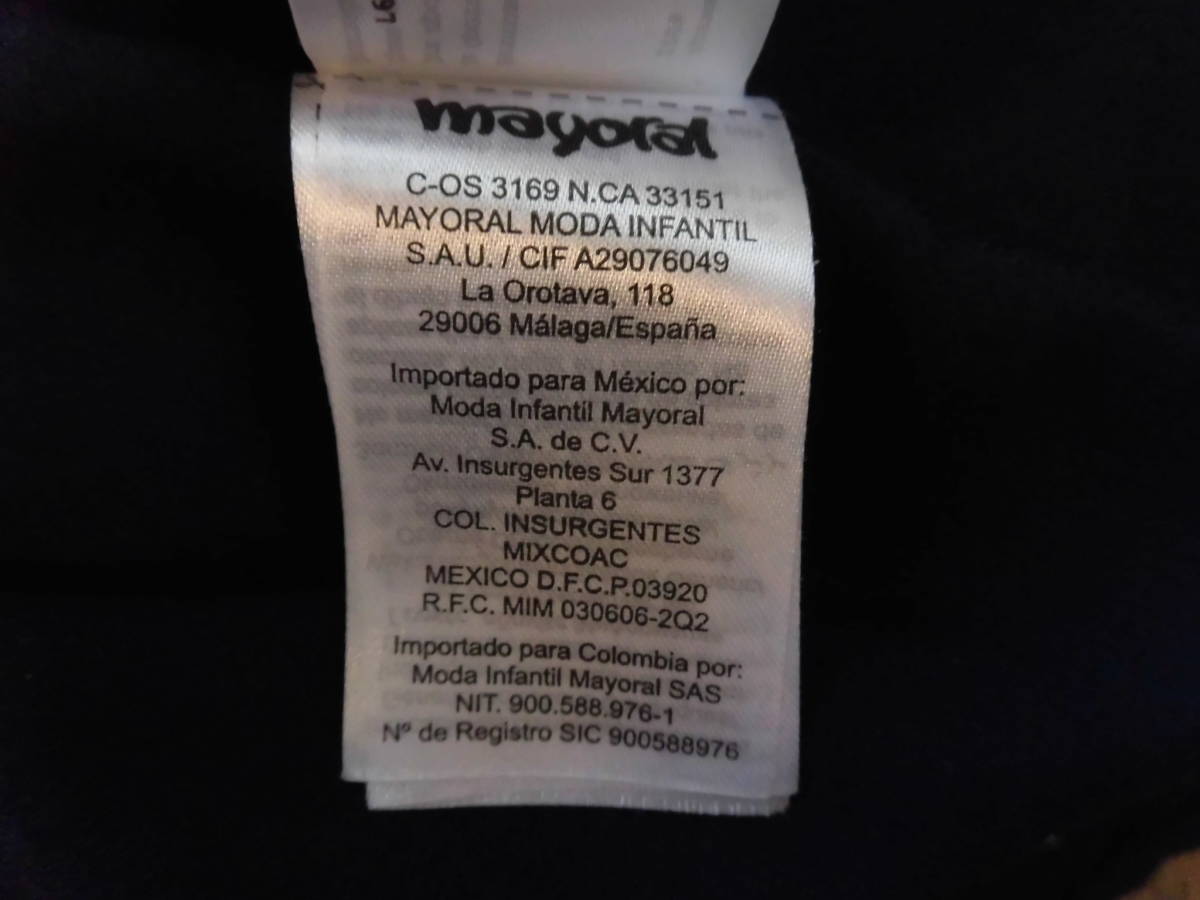 mayoral
C-OS 3169 N.CA 33151
MAYORAL MODA INFANTIL
S.A.U. / CIF A29076049
La Orotava, 118
29006 Málaga/España
Importado para México por:
Moda Infantil Mayoral
S.A. de C.V.
Av. Insurgentes Sur 1377
Planta 6
COL. INSURGENTES
MIXCOAC
MEXICO D.F.C.P.03920
R.F.C. MIM 030606-2Q2
Importado para Colombia por:
Moda Infantil Mayoral SAS
NIT. 900.588.976-1
Nº de Registro SIC 900588976